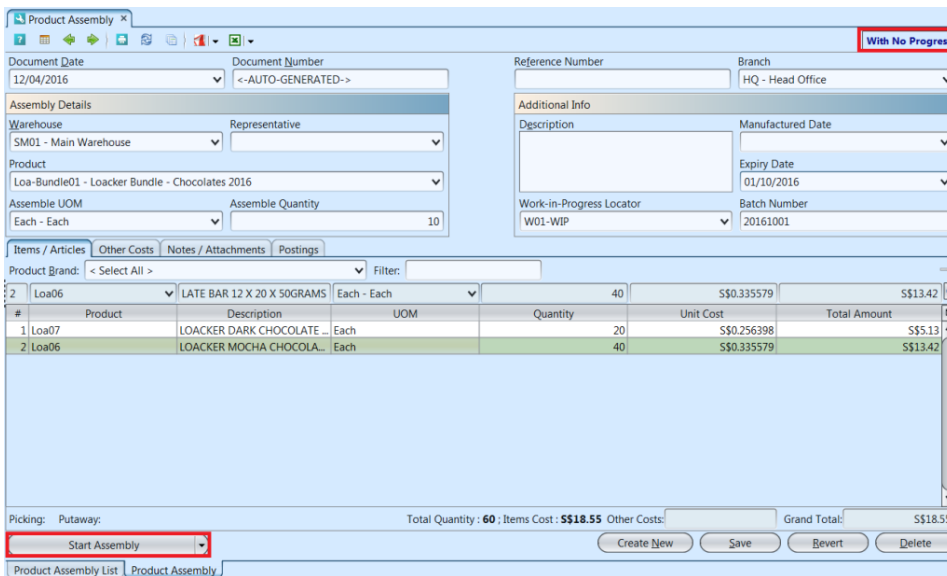 Product Assembly ×
With No Progres
Document Date Document Number Reference Number Branch
12/04/2016 <-AUTO-GENERATED-> HQ - Head Office
Assembly Details Additional Info
Warehouse Representative Description Manufactured Date
SM01 - Main Warehouse
Product Expiry Date
Loa-Bundle01 - Loacker Bundle - Chocolates 2016 01/10/2016
Assemble UOM Assemble Quantity Work-in-Progress Locator Batch Number
Each - Each 10 W01-WIP 20161001
Items / Articles Other Costs Notes / Attachments Postings
Product Brand: < Select All > Filter:
2 Loa06 LATE BAR 12 X 20 X 50GRAMS Each - Each 40 S$0.335579 S$13.42
# Product Description UOM Quantity Unit Cost Total Amount
1 Loa07 LOACKER DARK CHOCOLATE ... Each 20 S$0.256398 S$5.13
2 Loa06 LOACKER MOCHA CHOCOLA... Each 40 S$0.335579 S$13.42
Picking: Putaway: Total Quantity : 60 ; Items Cost : S$18.55 Other Costs: Grand Total: S$18.55
Start Assembly Create New Save Revert Delete
Product Assembly List Product Assembly